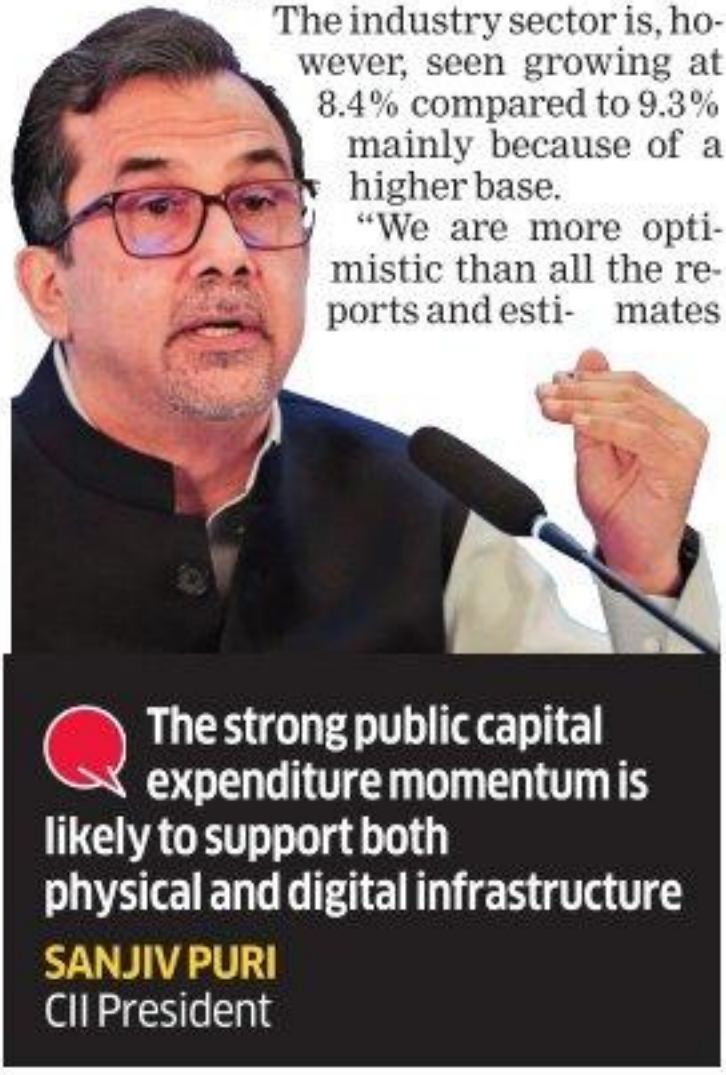 The industry sector is, ho-
wever, seen growing at
8.4% compared to 9.3%
mainly because of a
higher base.
“We are more opti-
mistic than all the re-
ports and esti- mates
The strong public capital
expenditure momentum is
likely to support both
physical and digital infrastructure
SANJIV PURI
CII President